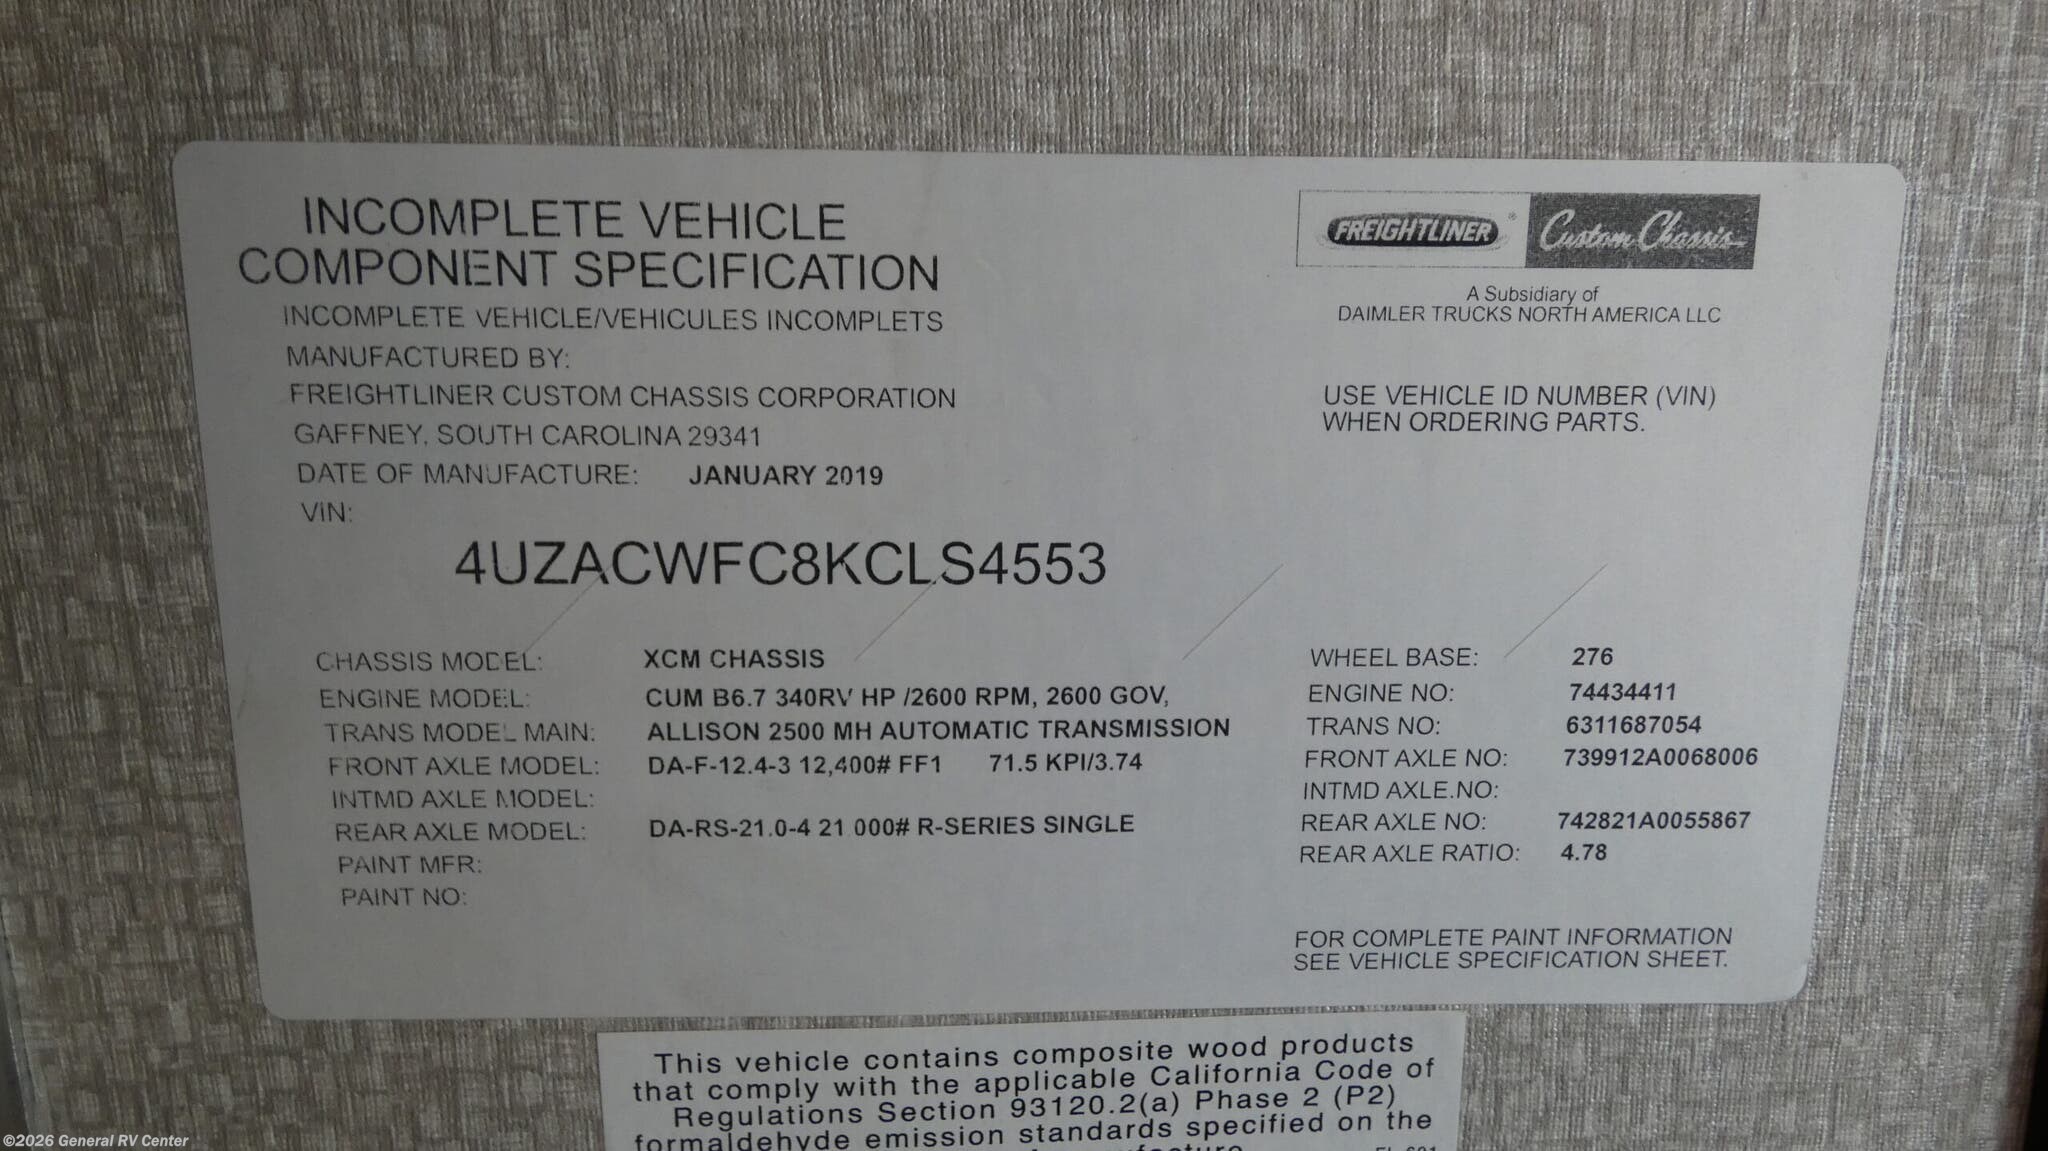 INCOMPLETE VEHICLE
COMPONENT SPECIFICATION
INCOMPLETE VEHICLE/VEHICULES INCOMPLETS
MANUFACTURED BY:
FREIGHTLINER CUSTOM CHASSIS CORPORATION
GAFFNEY, SOUTH CAROLINA 29341
DATE OF MANUFACTURE: JANUARY 2019
VIN:
4UZACWFC8KCLS4553
FREIGHTLINER® Custom Chassis
A Subsidiary of
DAIMLER TRUCKS NORTH AMERICA LLC
USE VEHICLE ID NUMBER (VIN)
WHEN ORDERING PARTS.
CHASSIS MODEL: XCM CHASSIS
ENGINE MODEL: CUM B6.7 340RV HP /2600 RPM, 2600 GOV,
TRANS MODEL MAIN: ALLISON 2500 MH AUTOMATIC TRANSMISSION
FRONT AXLE MODEL: DA-F-12.4-3 12,400# FF1 71.5 KPI/3.74
INTMD AXLE MODEL:
REAR AXLE MODEL: DA-RS-21.0-4 21 000# R-SERIES SINGLE
PAINT MFR:
PAINT NO:
WHEEL BASE: 276
ENGINE NO: 74434411
TRANS NO: 6311687054
FRONT AXLE NO: 739912A0068006
INTMD AXLE.NO:
REAR AXLE NO: 742821A0055867
REAR AXLE RATIO: 4.78
FOR COMPLETE PAINT INFORMATION
SEE VEHICLE SPECIFICATION SHEET.
This vehicle contains composite wood products
that comply with the applicable California Code of
Regulations Section 93120.2(a) Phase 2 (P2)
formaldehyde emission standards specified on the
©2026 General RV Center